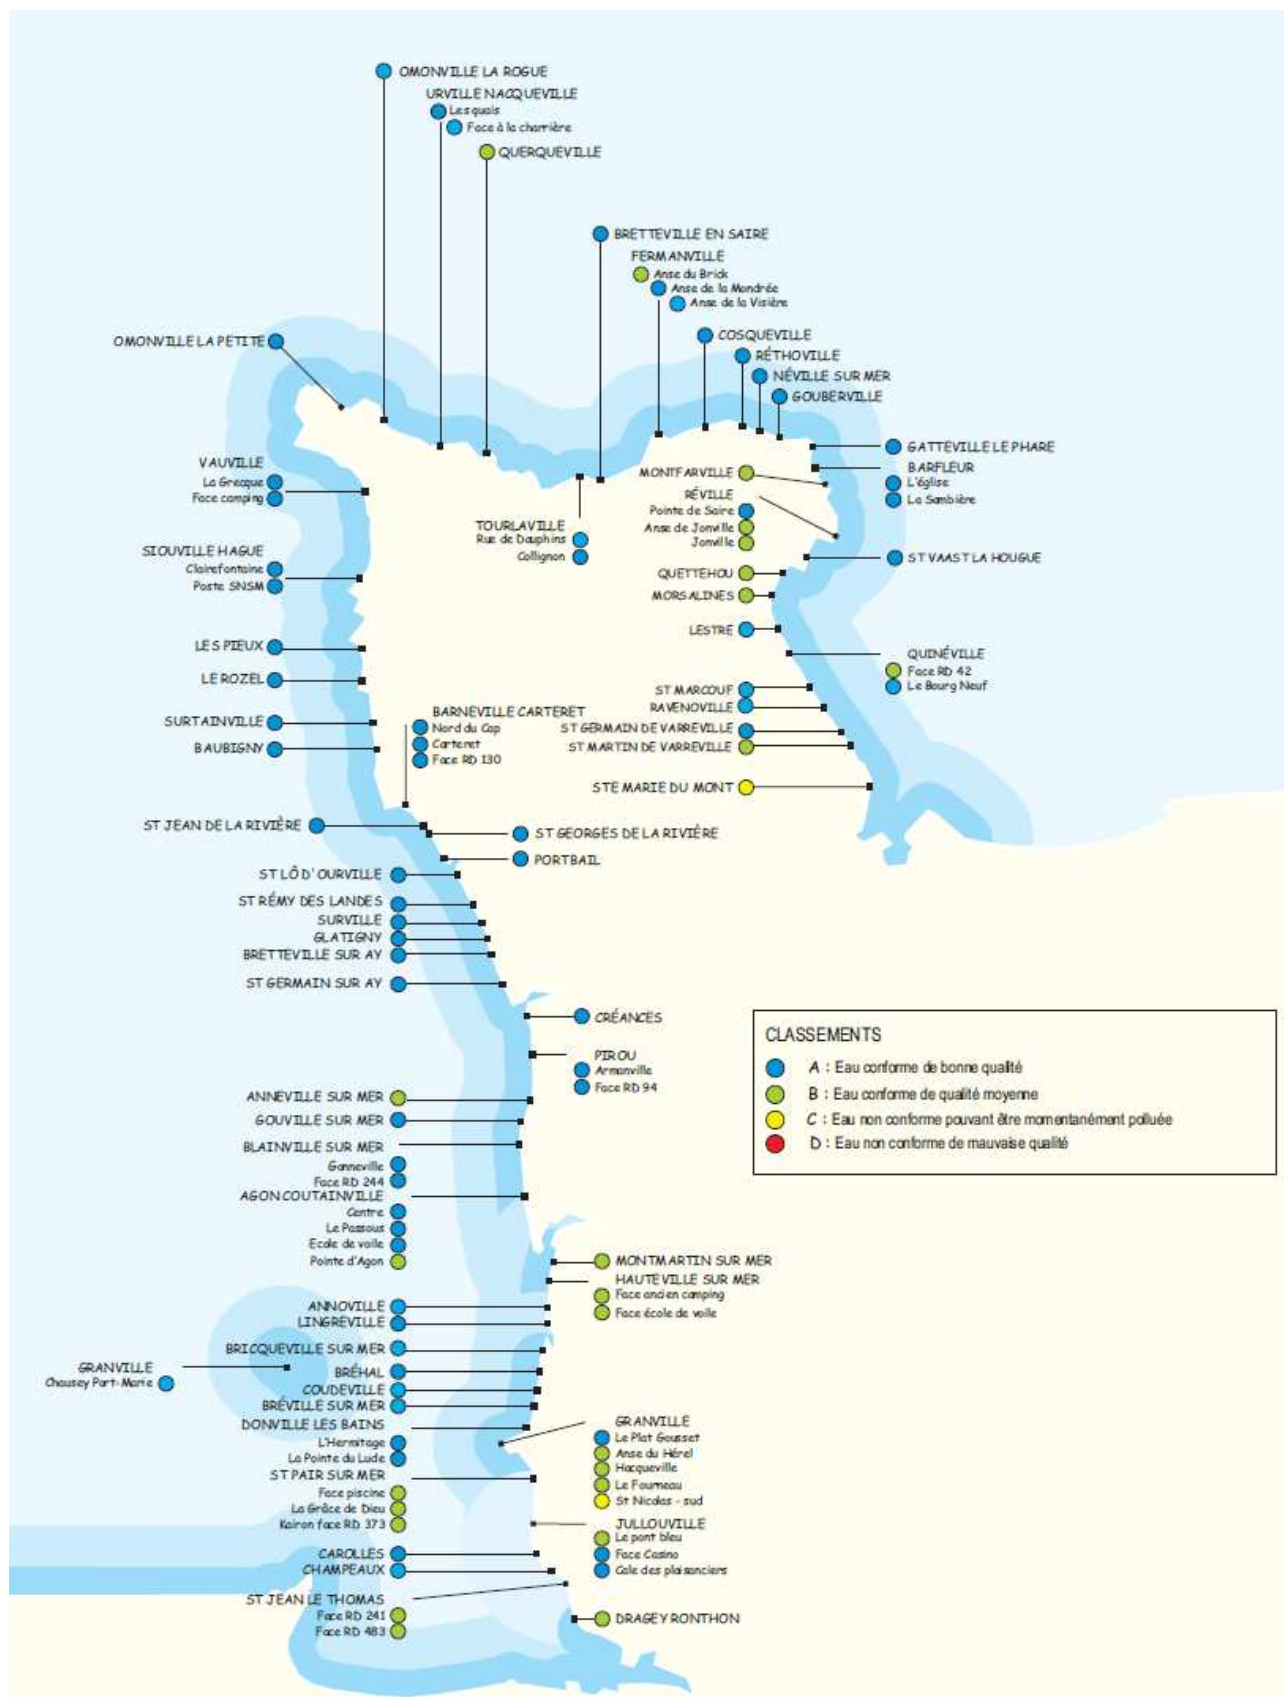 OMONVILLE LA ROGUE
URVILLE NACQUEVILLE
Les quais
Face à la charrière
QUERQUEVILLE
BRETTEVILLE EN SAIRE
FERMANVILLE
Anse du Brick
Anse de la Mondrée
Anse de la Visière
COSQUEVILLE
RÉTHOVILLE
NÉVILLE SUR MER
GOUBERVILLE
OMONVILLE LA PETITE
GATTEVILLE LE PHARE
BARFLEUR
L'église
La Sambière
VAUVILLE
La Grecque
Face camping
MONTFARVILLE
RÉVILLE
Pointe de Saire
Anse de Jonville
Jonville
TOURLAVILLE
Rue de Dauphins
Collignon
SIOUVILLE HAGUE
Clairefontaine
Poste SNSM
ST VAAST LA HOUGUE
QUETTEHOU
MORSALINES
LESTRE
LES PIEUX
LE ROZEL
QUINÉVILLE
Face RD 42
Le Bourg Neuf
ST MARCOUF
RAVENOVILLE
ST GERMAIN DE VARREVILLE
ST MARTIN DE VARREVILLE
SURTAINVILLE
BAUBIGNY
BARNEVILLE CARTERET
Nord du Cap
Carteret
Face RD 130
STE MARIE DU MONT
ST JEAN DE LA RIVIÈRE
ST GEORGES DE LA RIVIÈRE
PORTBAIL
ST LÔ D' OURVILLE
ST RÉMY DES LANDES
SURVILLE
GLATIGNY
BRETTEVILLE SUR AY
ST GERMAIN SUR AY
CRÉANCES
PIROU
Armanville
Face RD 94
CLASSEMENTS
A : Eau conforme de bonne qualité
B : Eau conforme de qualité moyenne
C : Eau non conforme pouvant être momentanément polluée
D : Eau non conforme de mauvaise qualité
ANNEVILLE SUR MER
GOUVILLE SUR MER
BLAINVILLE SUR MER
Gonneville
Face RD 244
AGON COUTAINVILLE
Centre
Le Passous
Ecole de voile
Pointe d'Agon
MONTMARTIN SUR MER
HAUTEVILLE SUR MER
Face ancien camping
Face école de voile
ANNOVILLE
LINGREVILLE
BRICQUEVILLE SUR MER
GRANVILLE
Chausey Port-Marie
BRÉHAL
COUDEVILLE
BRÉVILLE SUR MER
DONVILLE LES BAINS
L'Hermitage
La Pointe du Lude
GRANVILLE
Le Plat Gousset
Anse du Hérel
Hacqueville
Le Fourneau
St Nicolas - sud
ST PAIR SUR MER
Face piscine
La Grâce de Dieu
Kairon face RD 373
JULLOUVILLE
Le pont bleu
Face Casino
Cale des plaisanciers
CAROLLES
CHAMPEAUX
ST JEAN LE THOMAS
Face RD 241
Face RD 483
DRAGEY RONTHON